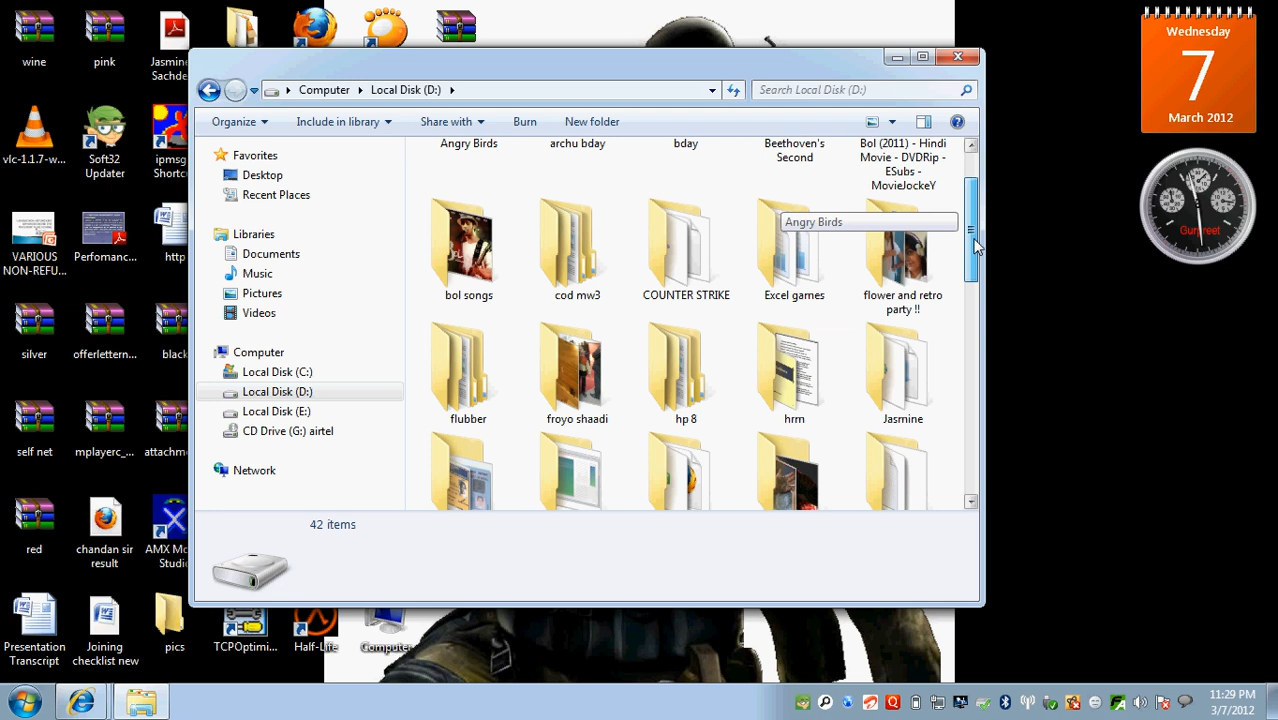 wine
pink
Jasmine
Sachde...
Wednesday
7
March 2012
Computer
Local Disk (D:)
Search Local Disk (D:)
Organize
Include in library
Share with
Burn
New folder
vlc-1.1.7-w...
Soft32
Updater
ipmsg
Shortc
Favorites
Desktop
Recent Places
Libraries
Documents
Music
Pictures
Videos
Computer
Local Disk (C:)
Local Disk (D:)
Local Disk (E:)
CD Drive (G:) airtel
Network
Angry Birds
archu bday
bday
Beethoven's
Second
Bol (2011) - Hindi
Movie - DVDRip -
ESubs -
MovieJockeY
Angry Birds
bol songs
cod mw3
COUNTER STRIKE
Excel games
flower and retro
party !!
flubber
froyo shaadi
hp 8
hrm
Jasmine
42 items
Gurpreet
VARIOUS
NON-REFU...
Perfomanc...
http
silver
offerlettern...
black
self net
mplayerc_...
attachm
red
chandan sir
result
AMX Mo
Studi
Presentation
Transcript
Joining
checklist new
pics
TCPOptimi...
Half-Life
Computer
11:29 PM
3/7/2012